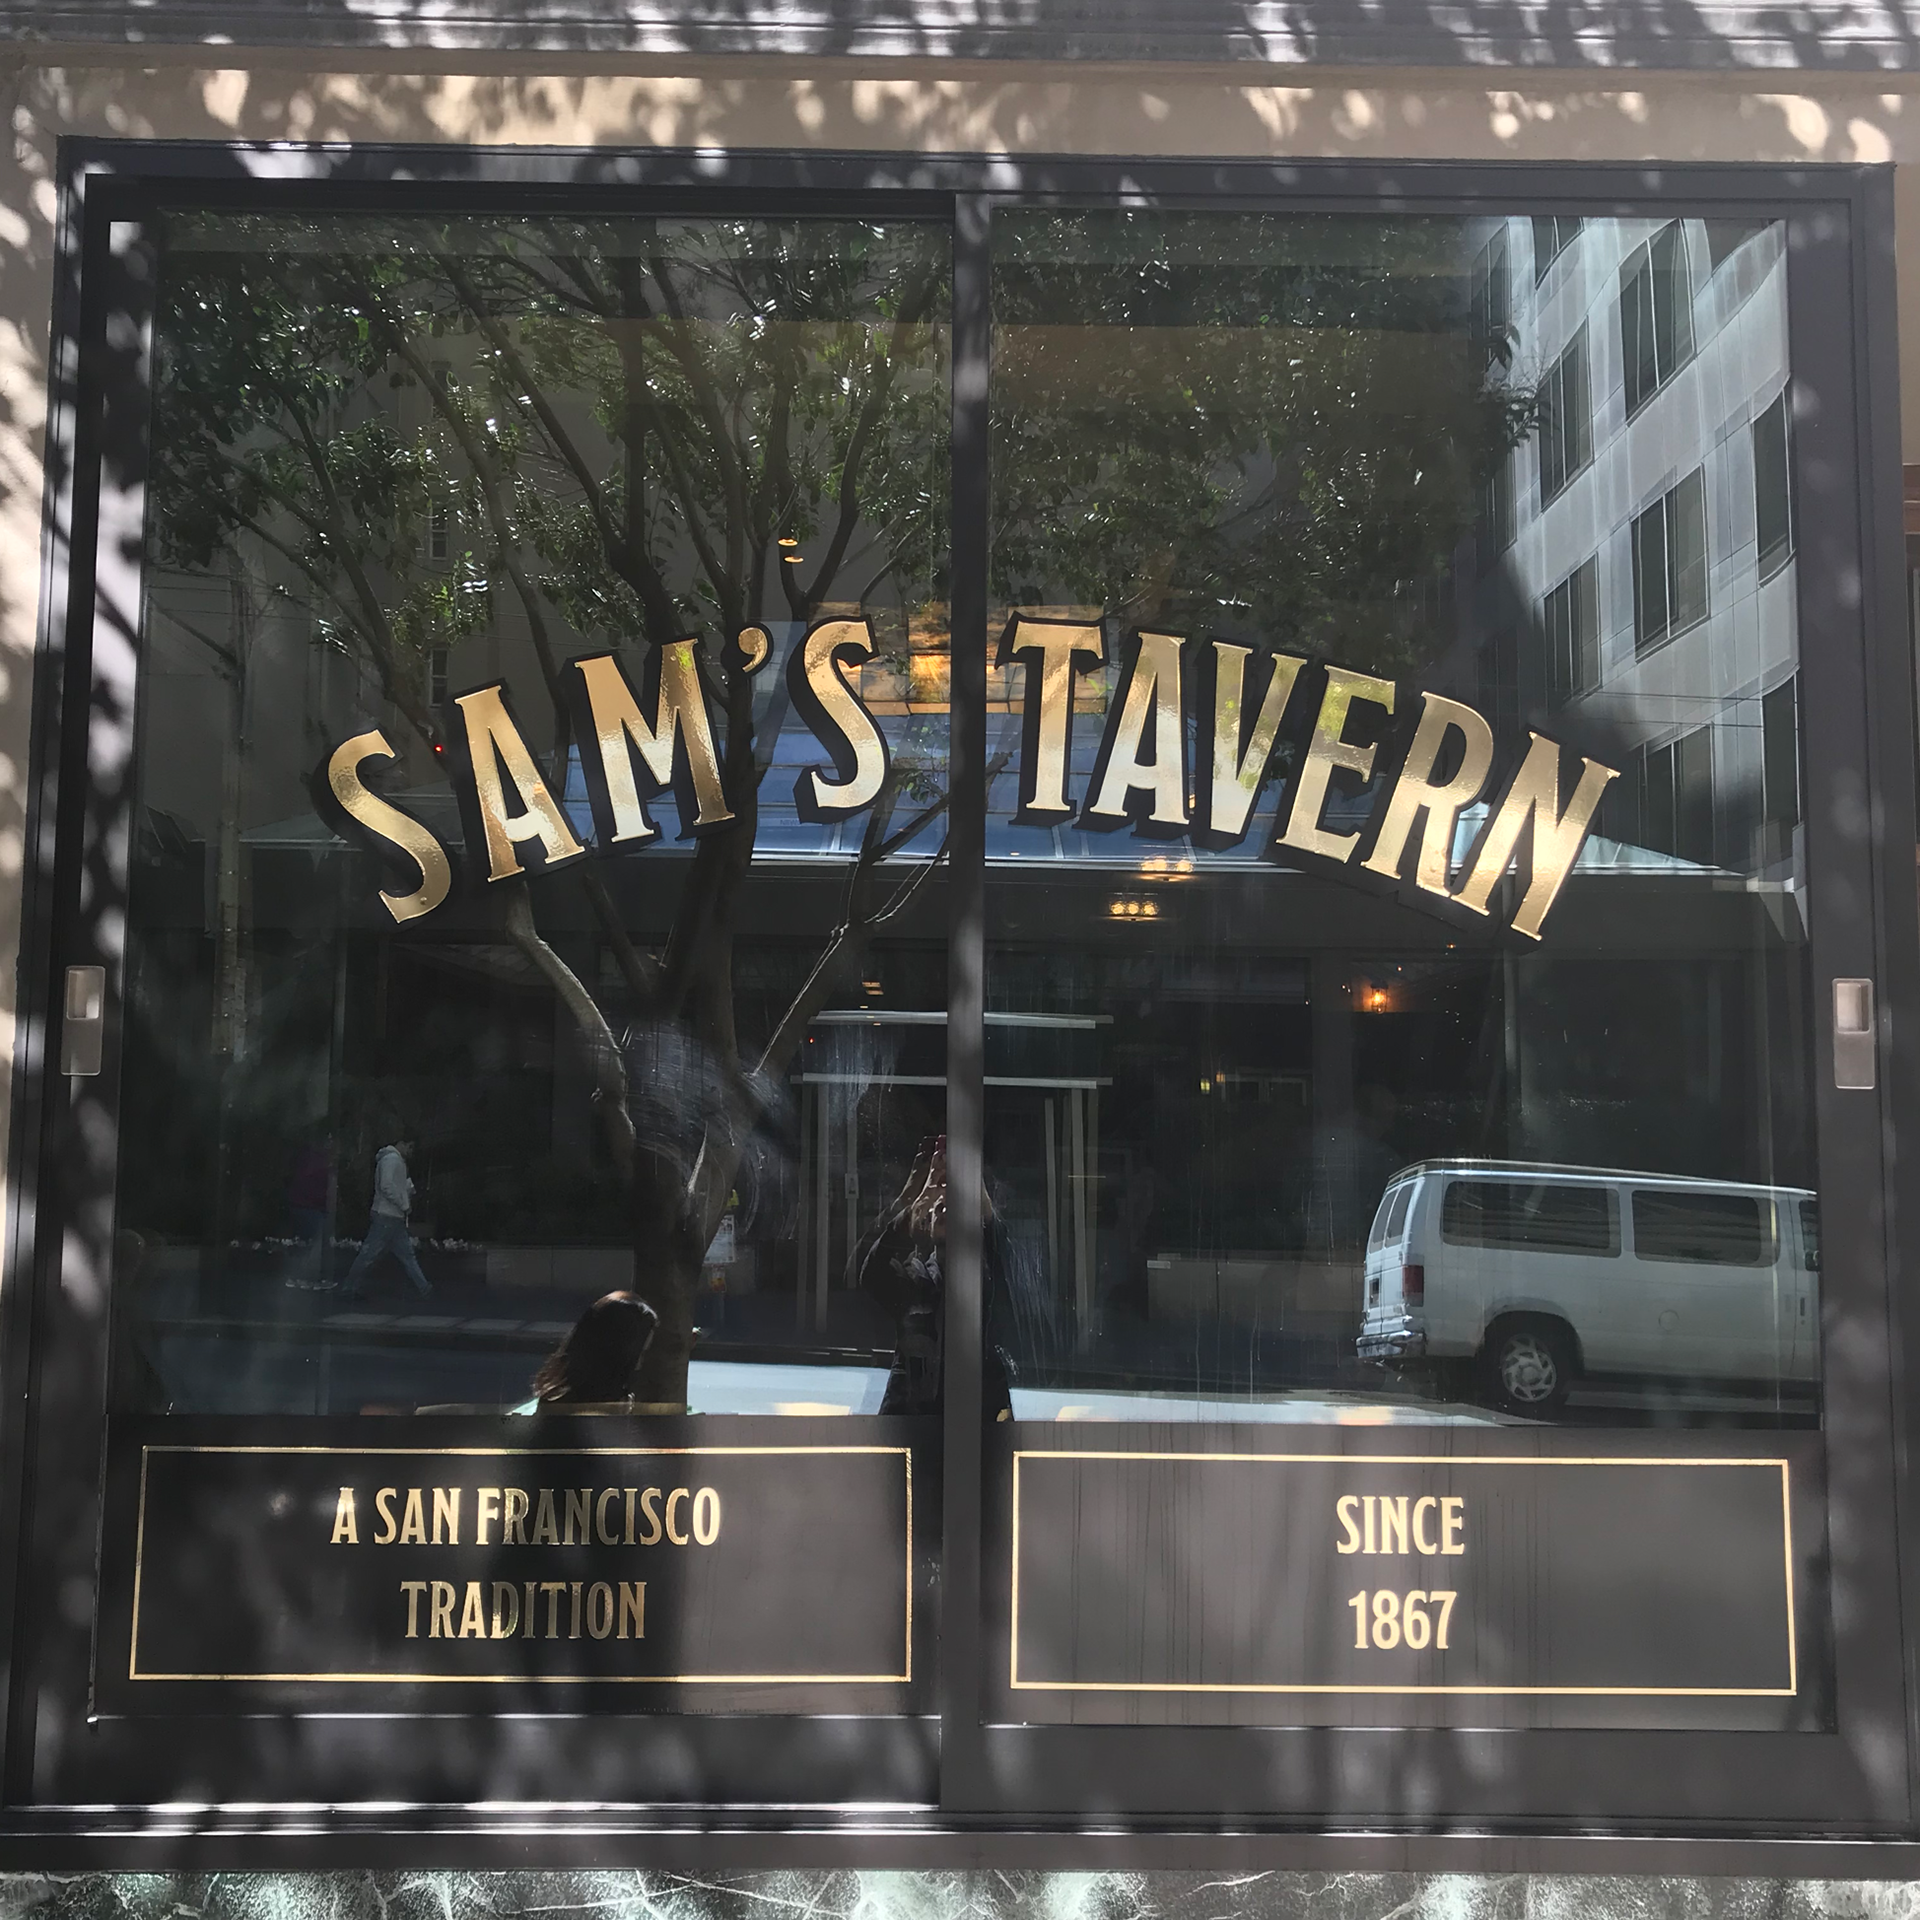 SAM'S TAVERN
A SAN FRANCISCO
TRADITION
SINCE
1867